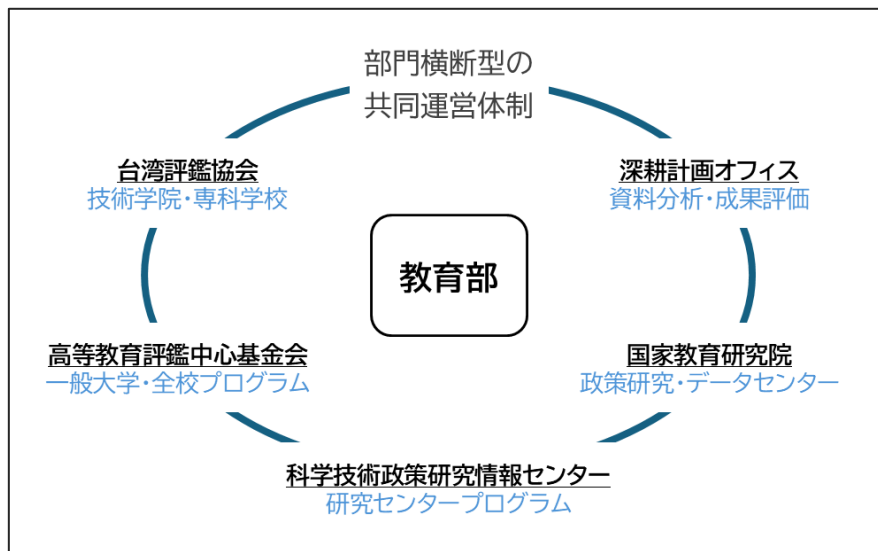 部門横断型の
共同運営体制
台湾評鑑協会
技術学院・専科学校
深耕計画オフィス
資料分析・成果評価
教育部
高等教育評鑑中心基金会
一般大学・全校プログラム
国家教育研究院
政策研究・データセンター
科学技術政策研究情報センター
研究センタープログラム